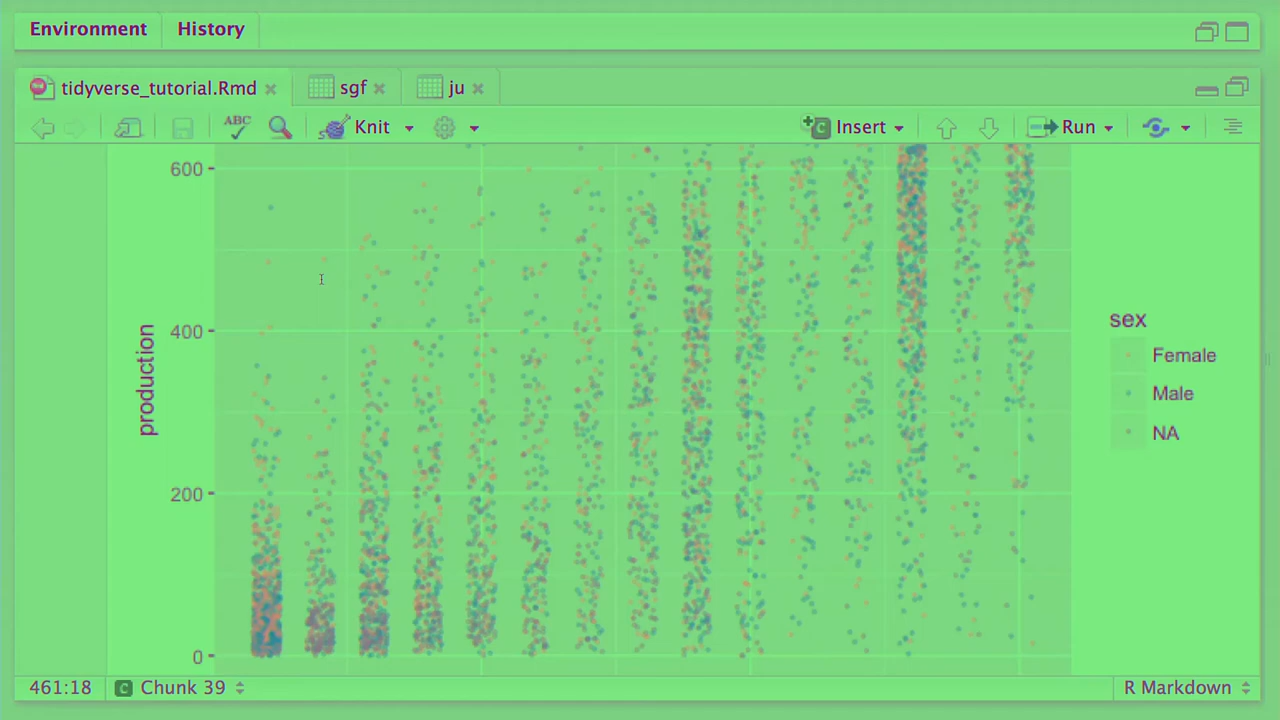 Environment History
tidyverse_tutorial.Rmd sgf ju
ABC Knit Insert Run
600
400
200
0
production
sex
Female
Male
NA
461:18 C Chunk 39 R Markdown